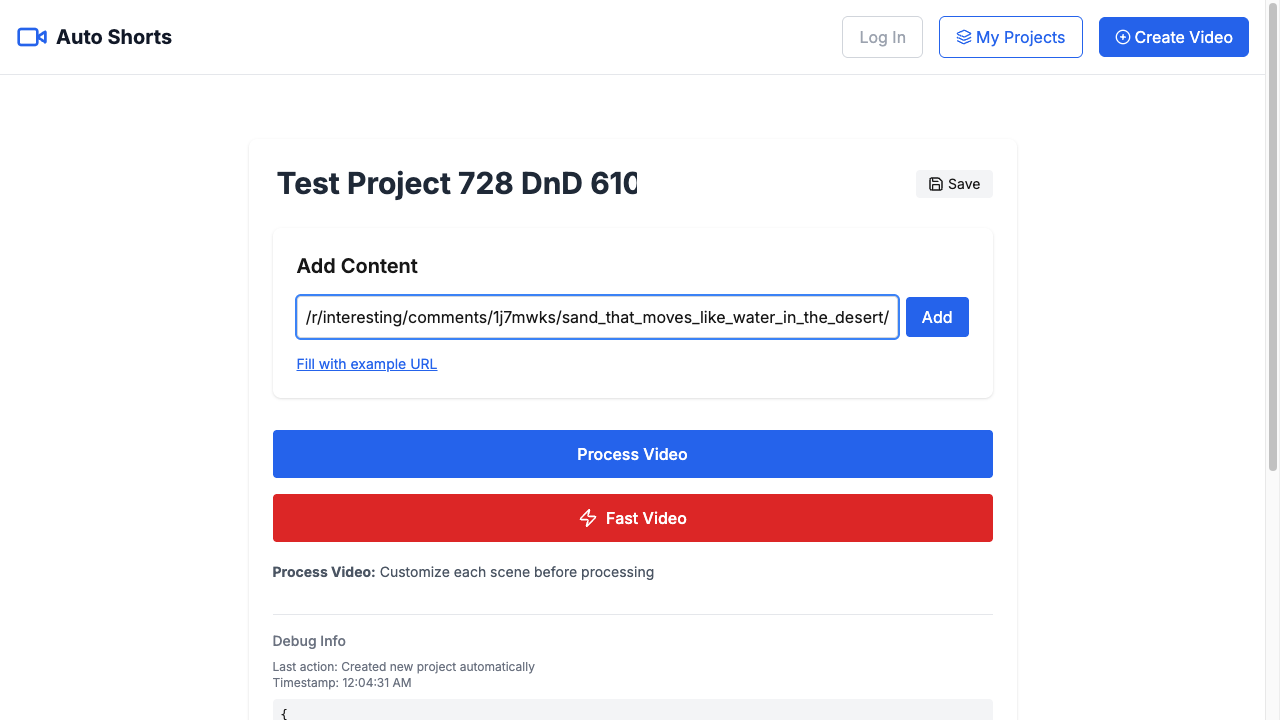 Auto Shorts
Log In
My Projects
Create Video
Test Project 728 DnD 610
Save
Add Content
/r/interesting/comments/1j7mwks/sand_that_moves_like_water_in_the_desert/
Add
Fill with example URL
Process Video
Fast Video
Process Video: Customize each scene before processing
Debug Info
Last action: Created new project automatically
Timestamp: 12:04:31 AM
{